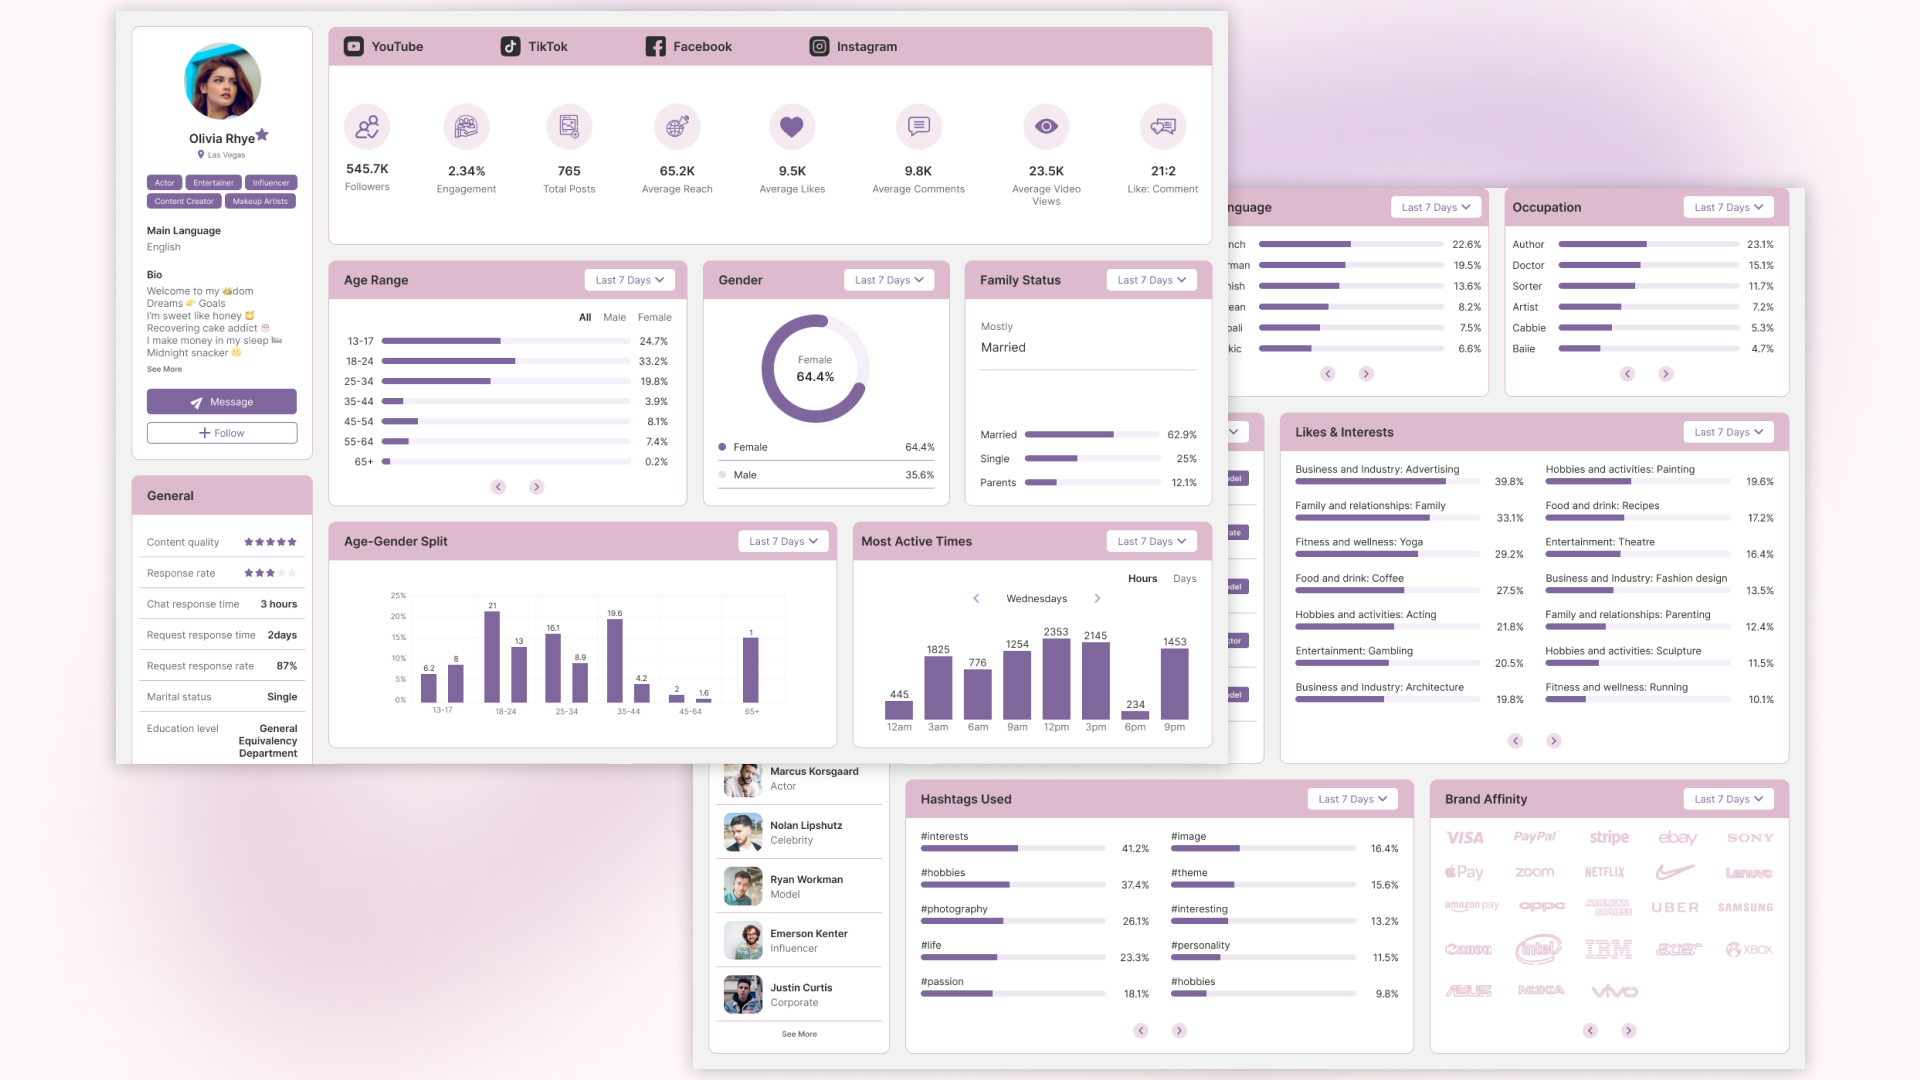 Olivia Rhye
Las Vegas
Actor
Entertainer
Influencer
Content Creator
Makeup Artists
Main Language
English
Bio
Welcome to my dom
Dreams Goals
I'm sweet like honey
Recovering cake addict
I make money in my sleep
Midnight snacker
See More
Message
Follow
General
Content quality
Response rate
Chat response time 3 hours
Request response time 2days
Request response rate 87%
Marital status Single
Education level General
Equivalency
Department
YouTube
TikTok
Facebook
Instagram
545.7K
Followers
2.34%
Engagement
765
Total Posts
65.2K
Average Reach
9.5K
Average Likes
9.8K
Average Comments
23.5K
Average Video
Views
21:2
Like: Comment
Age Range
Last 7 Days
All Male Female
13-17 24.7%
18-24 33.2%
25-34 19.8%
35-44 3.9%
45-54 8.1%
55-64 7.4%
65+ 0.2%
Gender
Last 7 Days
Female
64.4%
Female 64.4%
Male 35.6%
Family Status
Last 7 Days
Mostly
Married
Married 62.9%
Single 25%
Parents 12.1%
Age-Gender Split
Last 7 Days
25%
20%
15%
10%
5%
0%
6.2 8
21 13
16.1 8.9
19.6 4.2
2 1.6
1
13-17 18-24 25-34 35-44 45-64 65+
Most Active Times
Last 7 Days
Hours Days
Wednesdays
445 1825 776 1254 2353 2145 234 1453
12am 3am 6am 9am 12pm 3pm 6pm 9pm
nguage
Last 7 Days
nch 22.6%
man 19.5%
nish 13.6%
ean 8.2%
pali 7.5%
kic 6.6%
Occupation
Last 7 Days
Author 23.1%
Doctor 15.1%
Sorter 11.7%
Artist 7.2%
Cabbie 5.3%
Baiie 4.7%
del
ate
del
ctor
del
Likes & Interests
Last 7 Days
Business and Industry: Advertising
39.8%
Family and relationships: Family
33.1%
Fitness and wellness: Yoga
29.2%
Food and drink: Coffee
27.5%
Hobbies and activities: Acting
21.8%
Entertainment: Gambling
20.5%
Business and Industry: Architecture
19.8%
Hobbies and activities: Painting
19.6%
Food and drink: Recipes
17.2%
Entertainment: Theatre
16.4%
Business and Industry: Fashion design
13.5%
Family and relationships: Parenting
12.4%
Hobbies and activities: Sculpture
11.5%
Fitness and wellness: Running
10.1%
Marcus Korsgaard
Actor
Nolan Lipshutz
Celebrity
Ryan Workman
Model
Emerson Kenter
Influencer
Justin Curtis
Corporate
See More
Hashtags Used
Last 7 Days
#interests
41.2%
#hobbies
37.4%
#photography
26.1%
#life
23.3%
#passion
18.1%
#image
16.4%
#theme
15.6%
#interesting
13.2%
#personality
11.5%
#hobbies
9.8%
Brand Affinity
Last 7 Days
VISA PayPal stripe ebay SONY
Pay zoom NETFLIX Lenovo
amazon pay oppo AMERICAN EXPRESS UBER SAMSUNG
Canon intel IBM acer XBOX
ASUS NOKIA vivo